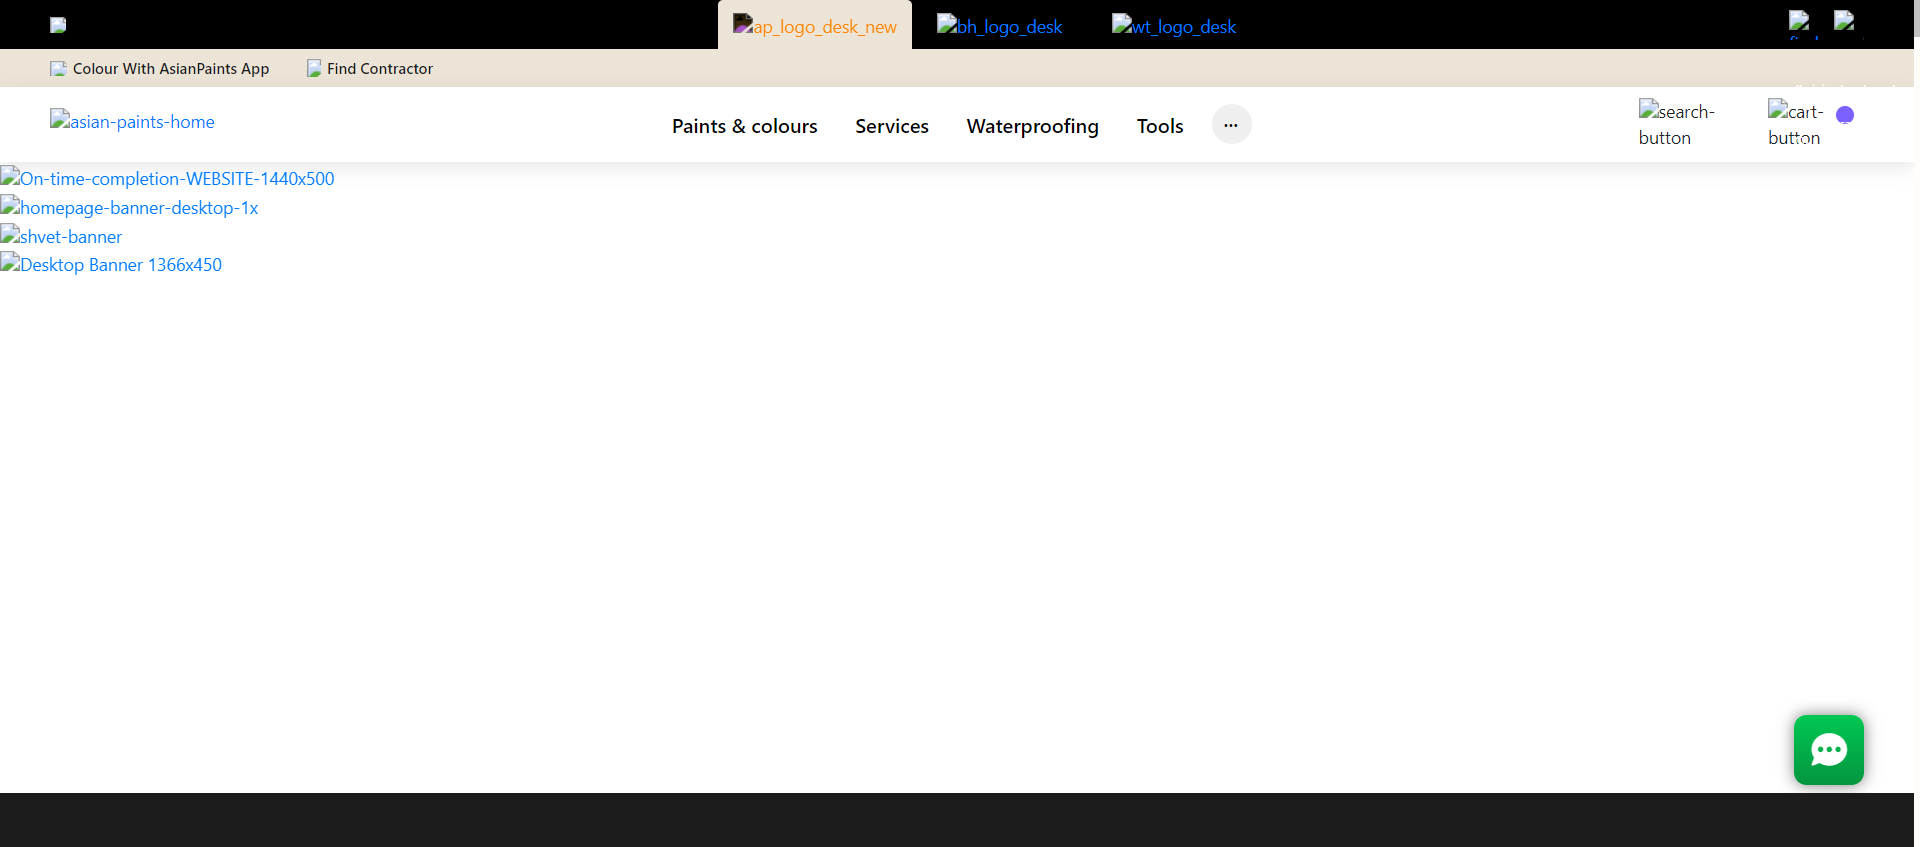 ap_logo_desk_new
bh_logo_desk
wt_logo_desk
Colour With AsianPaints App
Find Contractor
asian-paints-home
Paints & colours
Services
Waterproofing
Tools
...
search-
button
cart-
button
On-time-completion-WEBSITE-1440x500
homepage-banner-desktop-1x
shvet-banner
Desktop Banner 1366x450